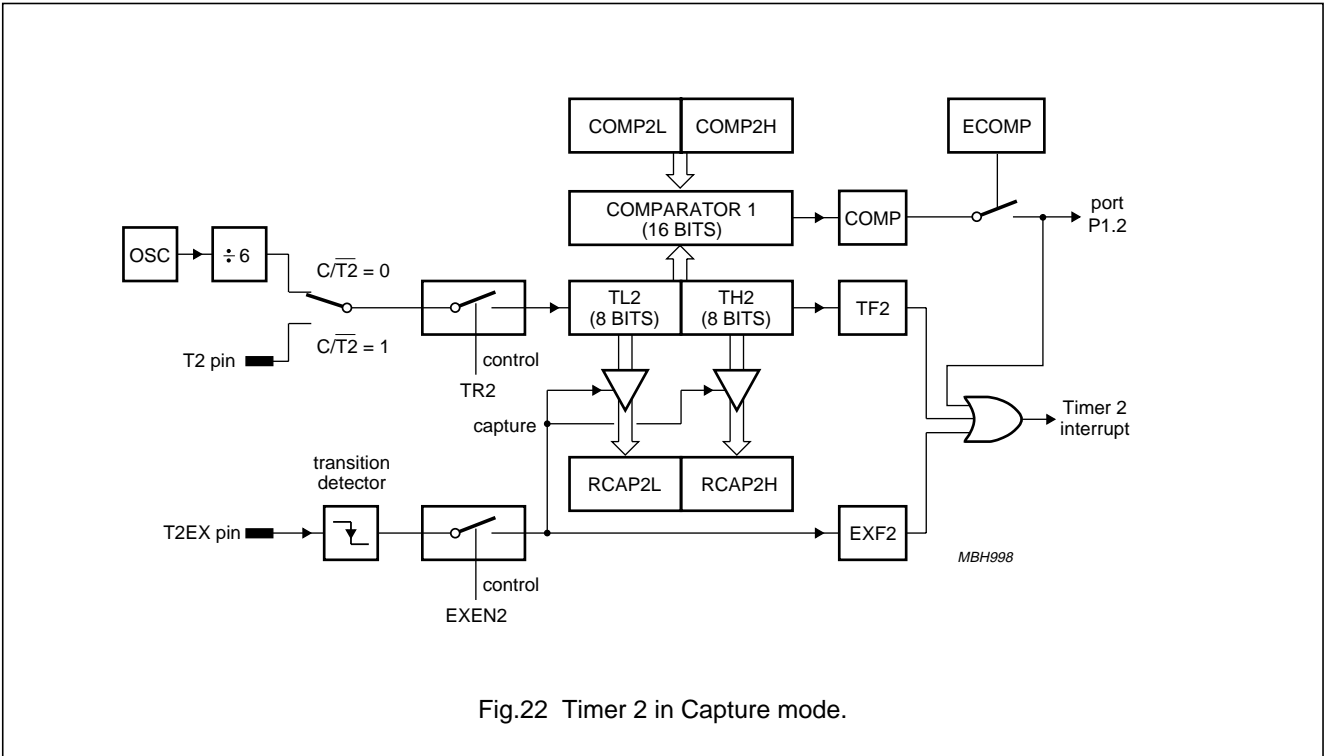 COMP2L COMP2H
ECOMP
COMPARATOR 1
(16 BITS)
COMP
port
P1.2
OSC
÷ 6
C/T2̅ = 0
C/T2̅ = 1
T2 pin
control
TR2
TL2
(8 BITS)
TH2
(8 BITS)
TF2
capture
Timer 2
interrupt
transition
detector
RCAP2L RCAP2H
T2EX pin
control
EXEN2
EXF2
MBH998
Fig.22 Timer 2 in Capture mode.